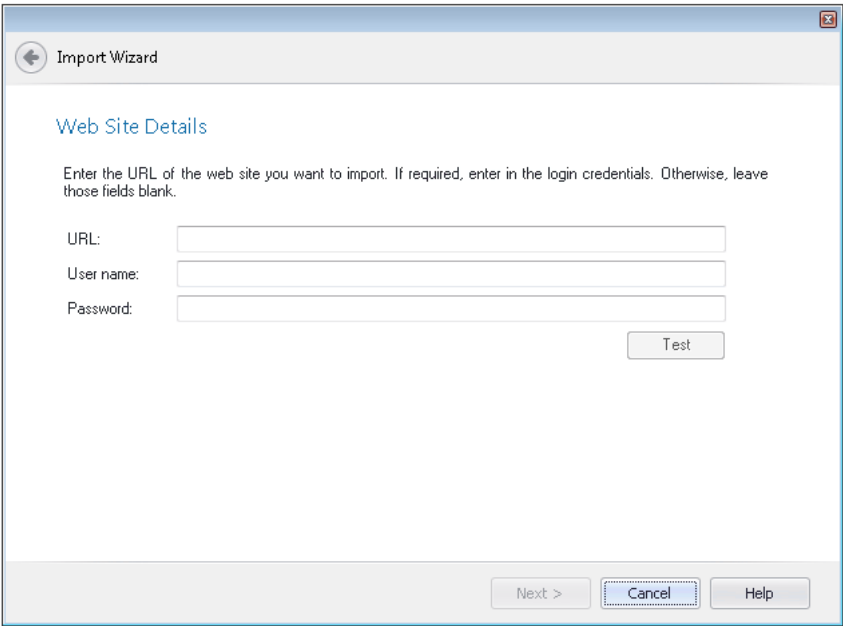 Import Wizard
Web Site Details
Enter the URL of the web site you want to import. If required, enter in the login credentials. Otherwise, leave
those fields blank.
URL:
User name:
Password:
Test
Next >
Cancel
Help